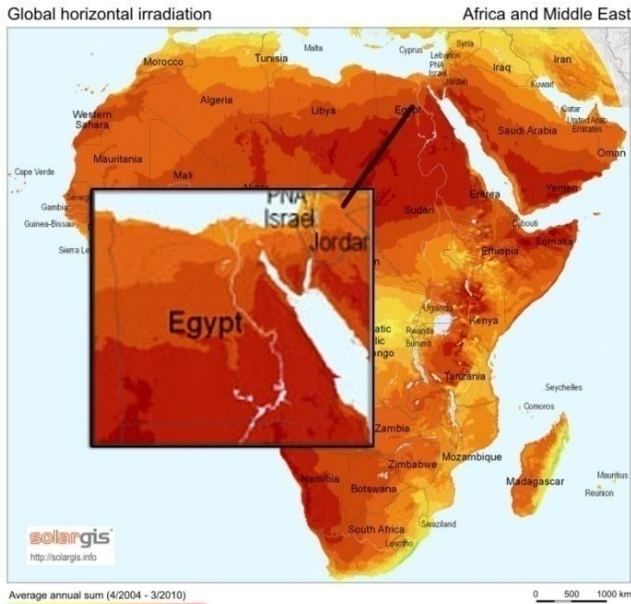 Global horizontal irradiation
Africa and Middle East
Malta
Cyprus
Syria
Lebanon
PNA
Israel
Jordan
Iraq
Iran
Kuwait
Morocco
Tunisia
Algeria
Libya
Egypt
Qatar
United Arab
Emirates
Saudi Arabia
Oman
Western
Sahara
Mauritania
Mali
Cape Verde
Gambia
Guinea-Bissau
Sierra Le
Sudan
Eritrea
Yemen
Djibouti
Somalia
Ethiopia
PNA
Israel
Jordan
Egypt
Uganda
Kenya
atic
lic
ongo
Rwanda
Burundi
Tanzania
Seychelles
Comoros
Zambia
Mozambique
Zimbabwe
Madagascar
Mauritius
Reunion
Namibia
Botswana
South Africa
Swaziland
Lesotho
solargis
http://solargis.info
Average annual sum (4/2004 - 3/2010)
0 500 1000 km